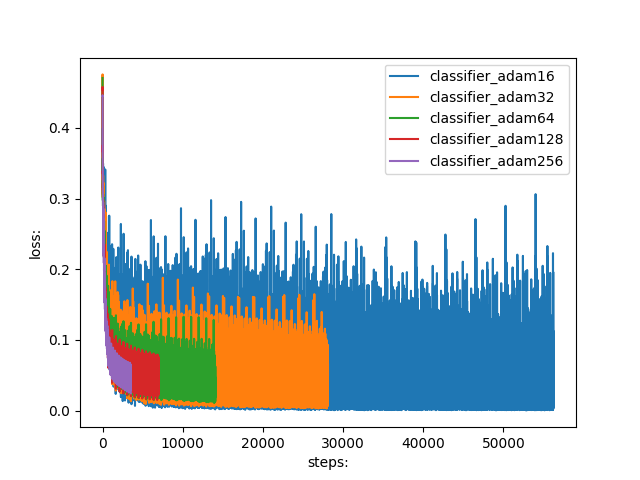 classifier_adam16
classifier_adam32
classifier_adam64
classifier_adam128
classifier_adam256
loss:
0.4
0.3
0.2
0.1
0.0
0 10000 20000 30000 40000 50000
steps: